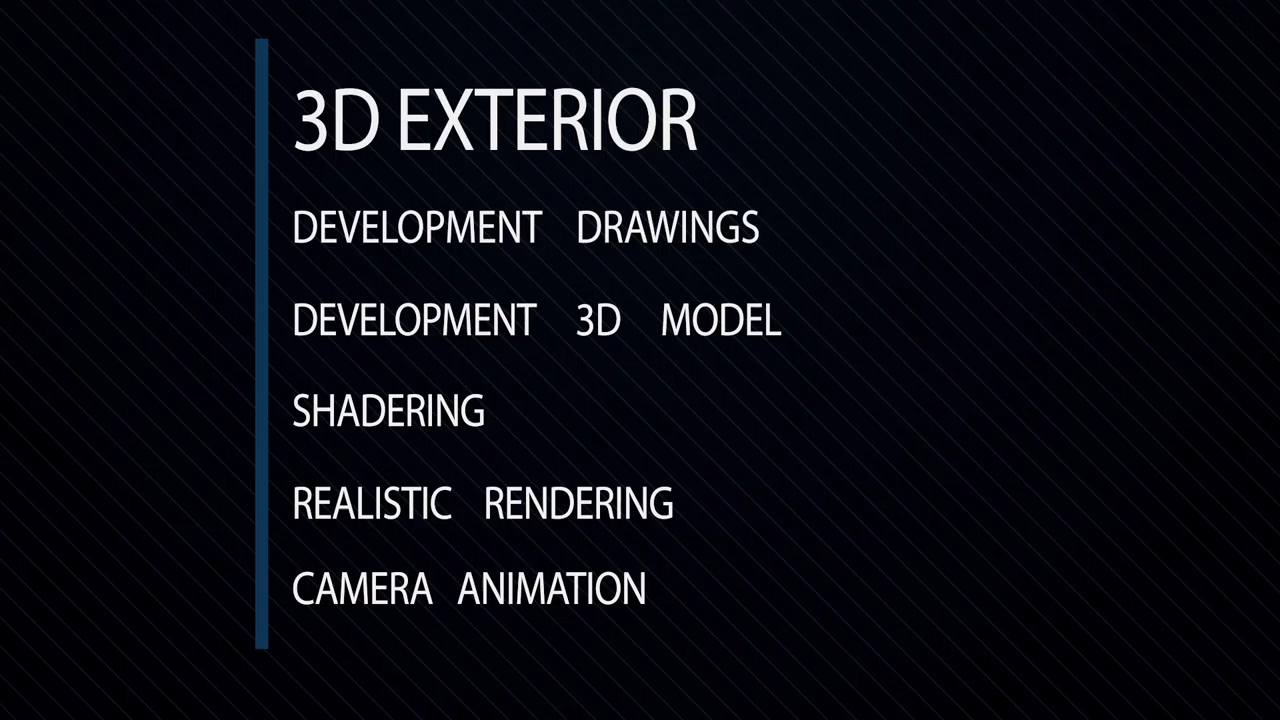 3D EXTERIOR
DEVELOPMENT DRAWINGS
DEVELOPMENT 3D MODEL
SHADERING
REALISTIC RENDERING
CAMERA ANIMATION